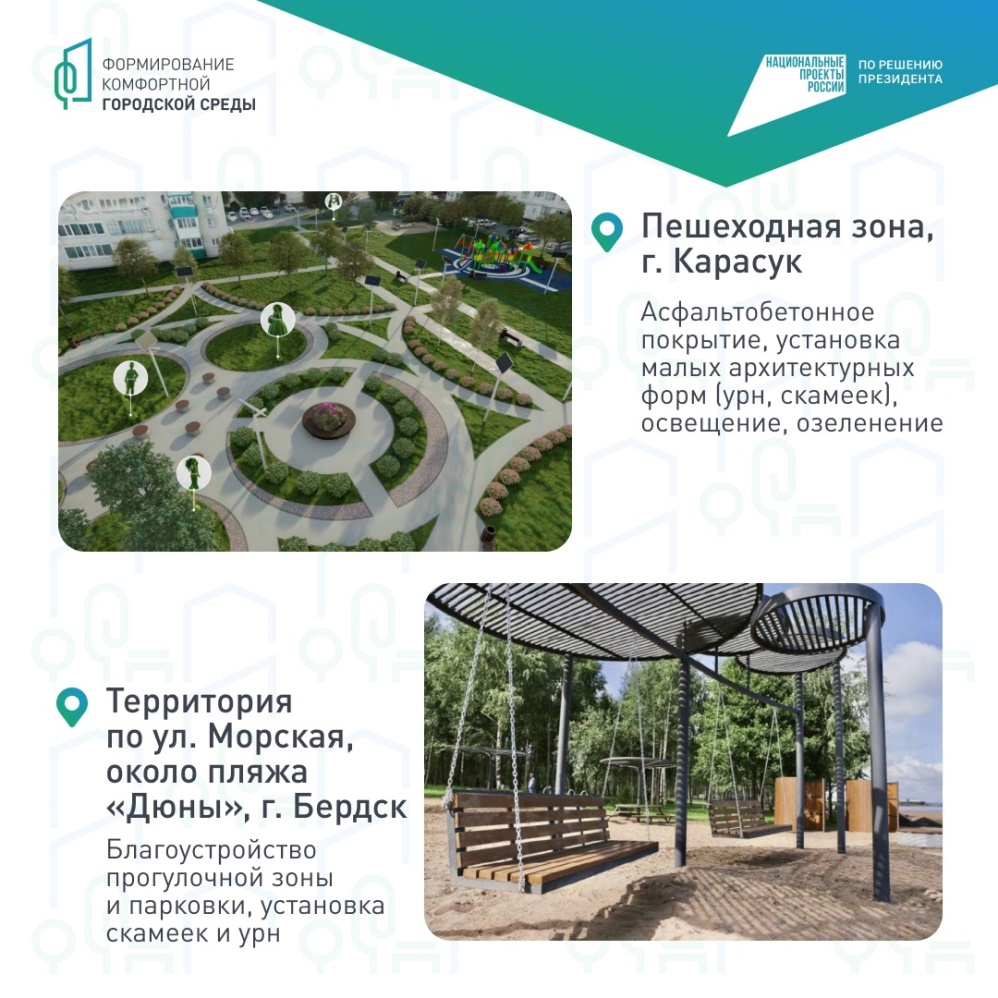 ФОРМИРОВАНИЕ
КОМФОРТНОЙ
ГОРОДСКОЙ СРЕДЫ
НАЦИОНАЛЬНЫЕ
ПРОЕКТЫ
РОССИИ
ПО РЕШЕНИЮ
ПРЕЗИДЕНТА
Пешеходная зона,
г. Карасук
Асфальтобетонное
покрытие, установка
малых архитектурных
форм (урн, скамеек),
освещение, озеленение
Территория
по ул. Морская,
около пляжа
«Дюны», г. Бердск
Благоустройство
прогулочной зоны
и парковки, установка
скамеек и урн